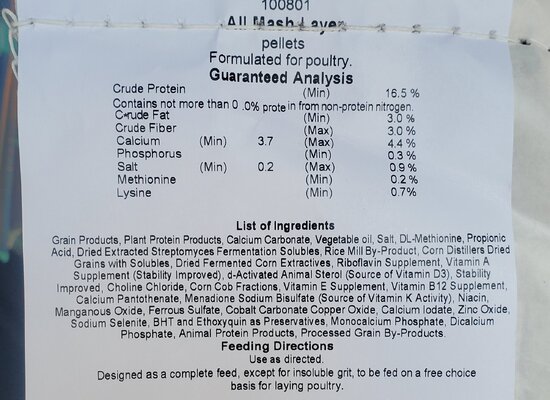 100801
All Mash Layer
pellets
Formulated for poultry.
Guaranteed Analysis
Crude Protein (Min) 16.5 %
Contains not more than 0 .0% protein from non-protein nitrogen.
Crude Fat (Min) 3.0 %
Crude Fiber (Max) 3.0 %
Calcium (Min) 3.7 (Max) 4.4 %
Phosphorus (Min) 0.3 %
Salt (Min) 0.2 (Max) 0.9 %
Methionine (Min) 0.2 %
Lysine (Min) 0.7%
List of Ingredients
Grain Products, Plant Protein Products, Calcium Carbonate, Vegetable oil, Salt, DL-Methionine, Propionic
Acid, Dried Extracted Streptomyces Fermentation Solubles, Rice Mill By-Product, Corn Distillers Dried
Grains with Solubles, Dried Fermented Corn Extractives, Riboflavin Supplement, Vitamin A
Supplement (Stability Improved), d-Activated Animal Sterol (Source of Vitamin D3), Stability
Improved, Choline Chloride, Corn Cob Fractions, Vitamin E Supplement, Vitamin B12 Supplement,
Calcium Pantothenate, Menadione Sodium Bisulfate (Source of Vitamin K Activity), Niacin,
Manganous Oxide, Ferrous Sulfate, Cobalt Carbonate Copper Oxide, Calcium Iodate, Zinc Oxide,
Sodium Selenite, BHT and Ethoxyquin as Preservatives, Monocalcium Phosphate, Dicalcium
Phosphate, Animal Protein Products, Processed Grain By-Products.
Feeding Directions
Use as directed.
Designed as a complete feed, except for insoluble grit, to be fed on a free choice
basis for laying poultry.